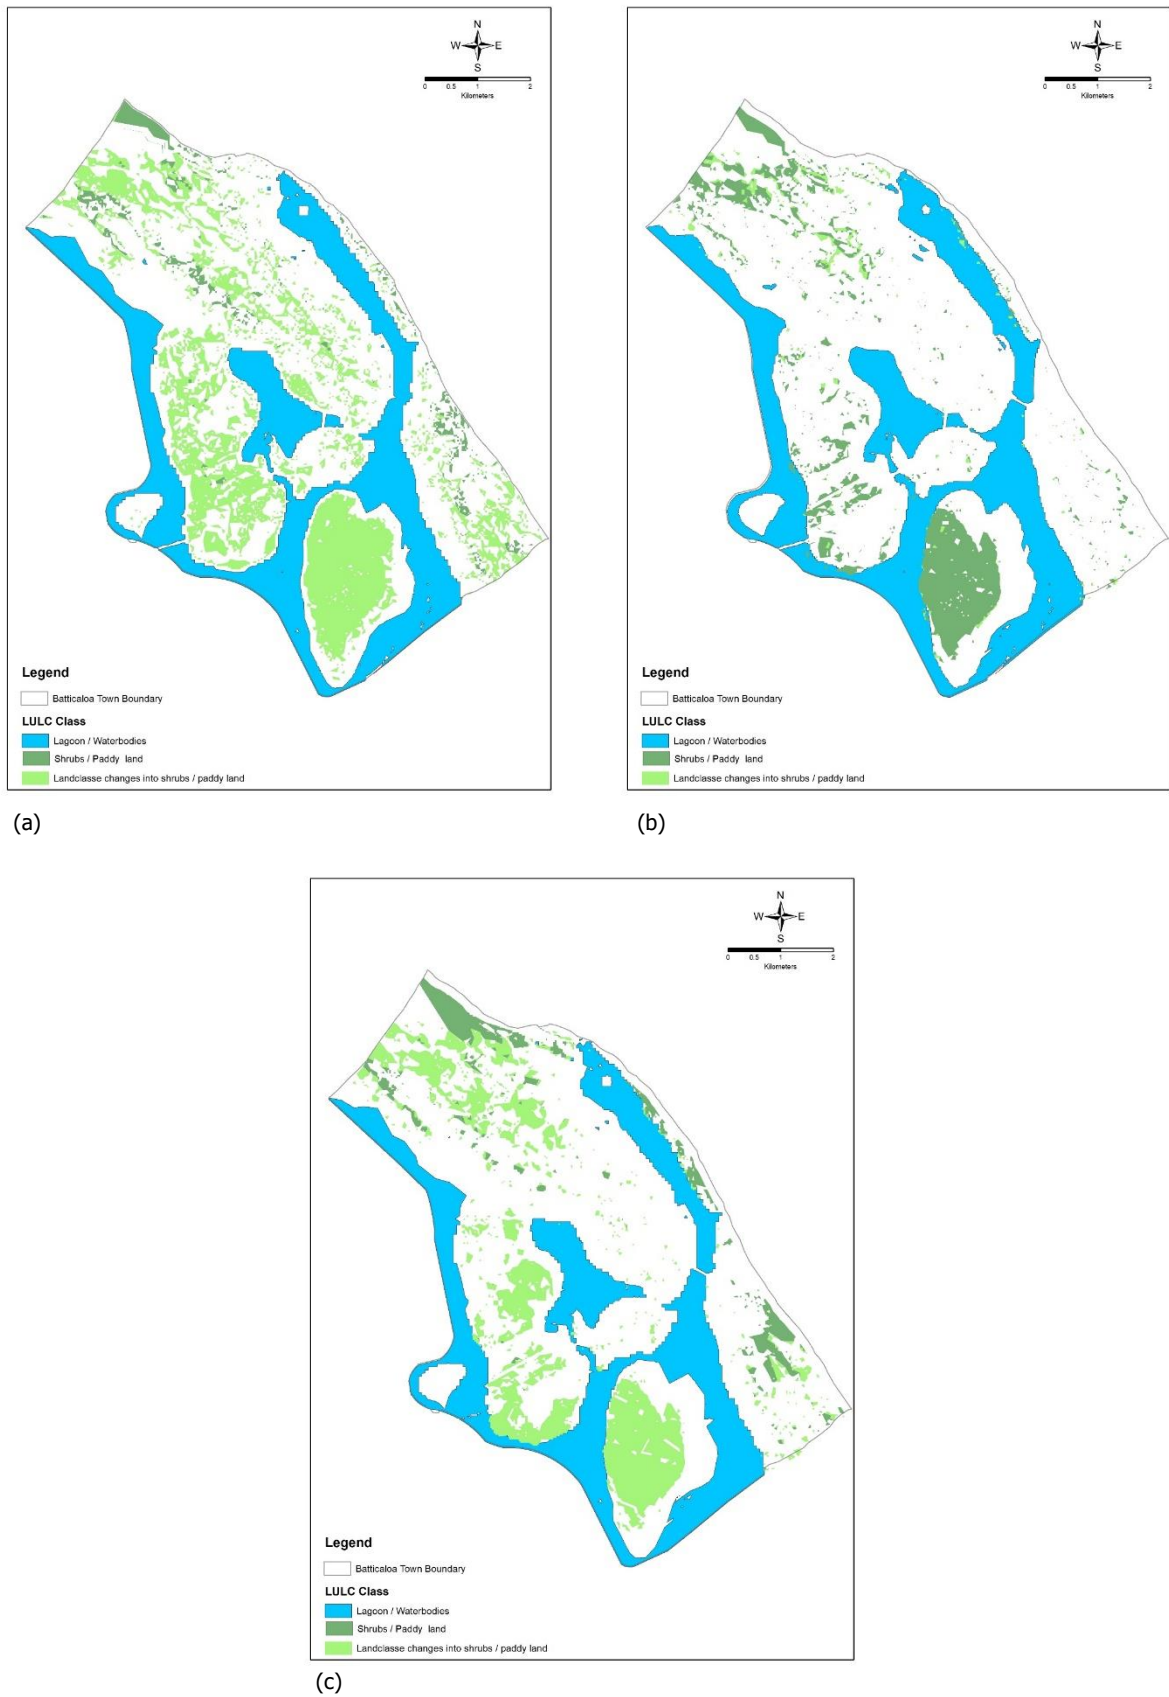 N
W E
S
0 0.5 1 2
Kilometers
Legend
Batticaloa Town Boundary
LULC Class
Lagoon / Waterbodies
Shrubs / Paddy land
Landclasse changes into shrubs / paddy land
(a)
N
W E
S
0 0.5 1 2
Kilometers
Legend
Batticaloa Town Boundary
LULC Class
Lagoon / Waterbodies
Shrubs / Paddy land
Landclasse changes into shrubs / paddy land
(b)
N
W E
S
0 0.5 1 2
Kilometers
Legend
Batticaloa Town Boundary
LULC Class
Lagoon / Waterbodies
Shrubs / Paddy land
Landclasse changes into shrubs / paddy land
(c)